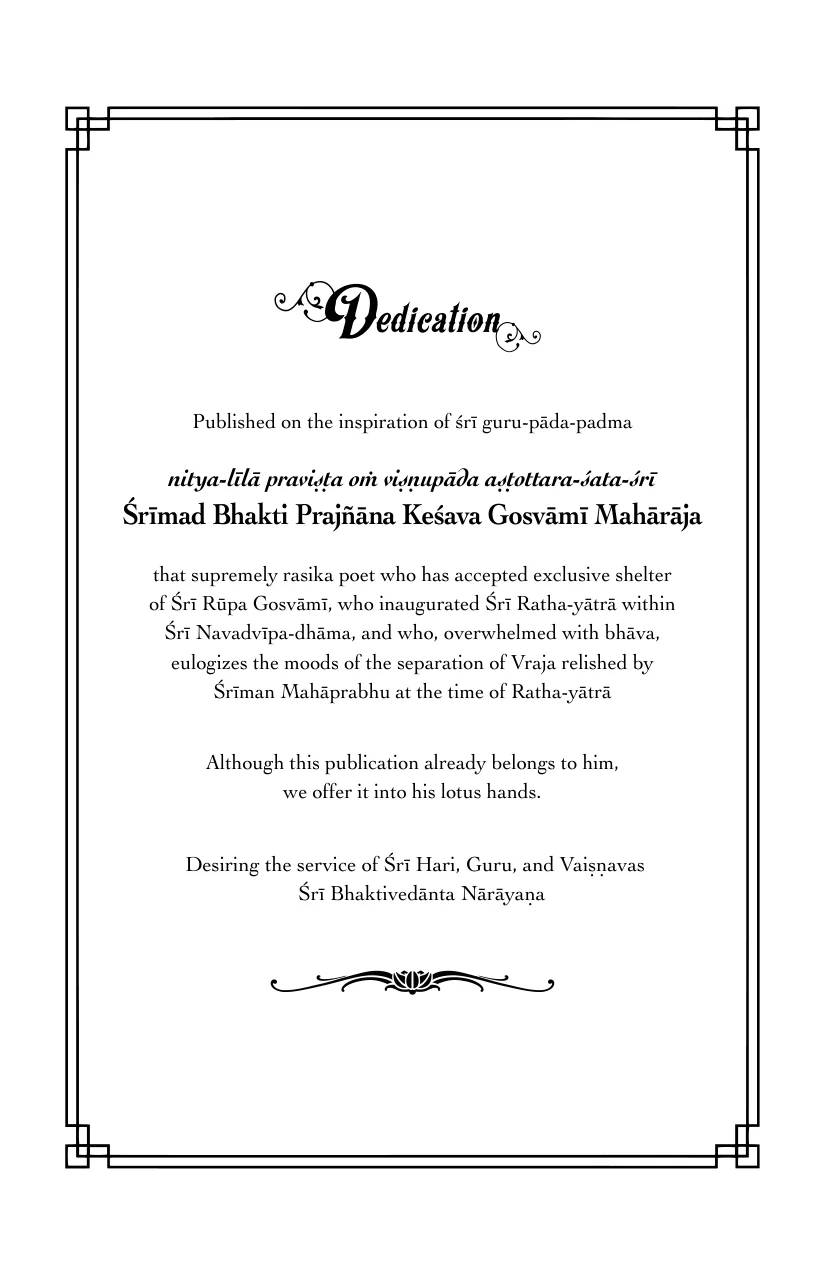 Dedication
Published on the inspiration of śrī guru-pāda-padma
nitya-līlā praviṣṭa oṁ viṣṇupāda aṣṭottara-śata-śrī
Śrīmad Bhakti Prajñāna Keśava Gosvāmī Mahārāja
that supremely rasika poet who has accepted exclusive shelter
of Śrī Rūpa Gosvāmī, who inaugurated Śrī Ratha-yātrā within
Śrī Navadvīpa-dhāma, and who, overwhelmed with bhāva,
eulogizes the moods of the separation of Vraja relished by
Śrīman Mahāprabhu at the time of Ratha-yātrā
Although this publication already belongs to him,
we offer it into his lotus hands.
Desiring the service of Śrī Hari, Guru, and Vaiṣṇavas
Śrī Bhaktivedānta Nārāyaṇa